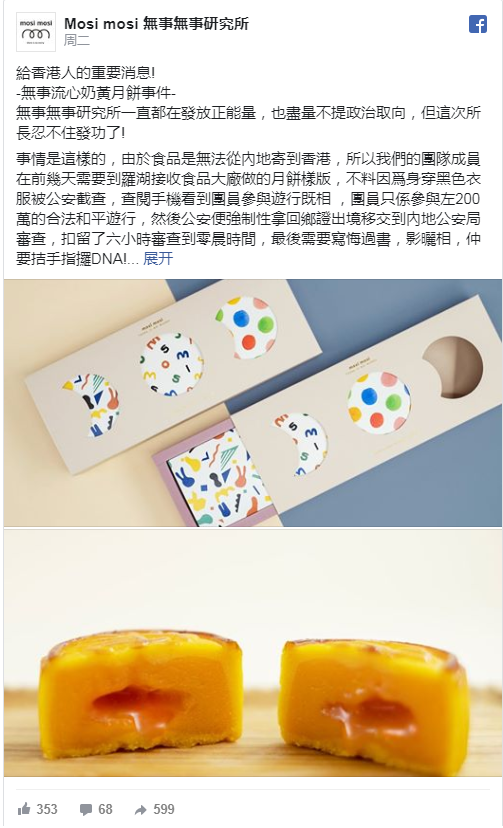 mosi mosi
Mosi mosi 無事無事研究所
周二
給香港人的重要消息!
-無事流心奶黃月餅事件-
無事無事研究所一直都在發放正能量，也盡量不提政治取向，但這次所
長忍不住發功了!
事情是這樣的，由於食品是無法從內地寄到香港，所以我們的團隊成員
在前幾天需要到羅湖接收食品大廠做的月餅樣版，不料因爲身穿黑色衣
服被公安截查，查閱手機看到團員參與遊行既相 ，團員只係參與左200
萬的合法和平遊行，然後公安便強制性拿回鄉證出境移交到內地公安局
審查，扣留了六小時審查到零晨時間，最後需要寫悔過書，影曬相，仲
要拮手指攞DNA!... 展开
mosi mosi
mosi mosi
353
68
599